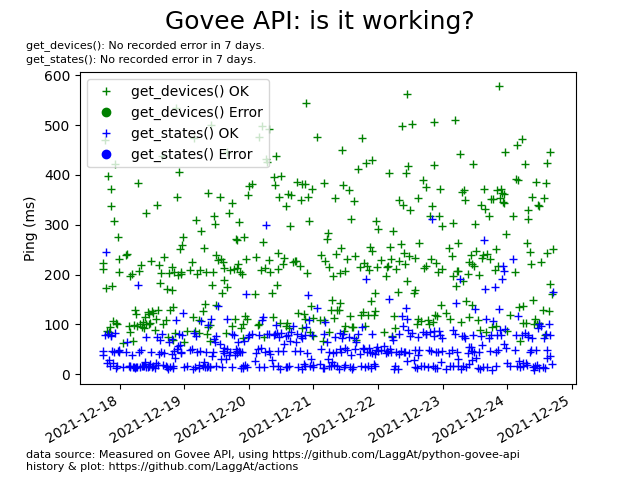 Govee API: is it working?
get_devices(): No recorded error in 7 days.
get_states(): No recorded error in 7 days.
600
500
400
300
200
100
0
Ping (ms)
get_devices() OK
get_devices() Error
get_states() OK
get_states() Error
2021-12-18
2021-12-19
2021-12-20
2021-12-21
2021-12-22
2021-12-23
2021-12-24
2021-12-25
data source: Measured on Govee API, using https://github.com/LaggAt/python-govee-api
history & plot: https://github.com/LaggAt/actions